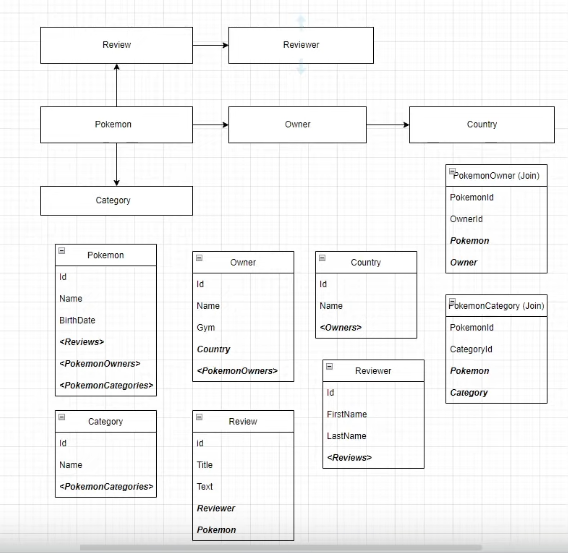 Review
Reviewer
Pokemon
Owner
Country
Category
PokemonOwner (Join)
PokemonId
OwnerId
Pokemon
Owner
Pokemon
Id
Name
BirthDate
<Reviews>
<PokemonOwners>
<PokemonCategories>
Owner
Id
Name
Gym
Country
<PokemonOwners>
Country
Id
Name
<Owners>
PokemonCategory (Join)
PokemonId
CategoryId
Pokemon
Category
Reviewer
Id
FirstName
LastName
<Reviews>
Category
Id
Name
<PokemonCategories>
Review
id
Title
Text
Reviewer
Pokemon